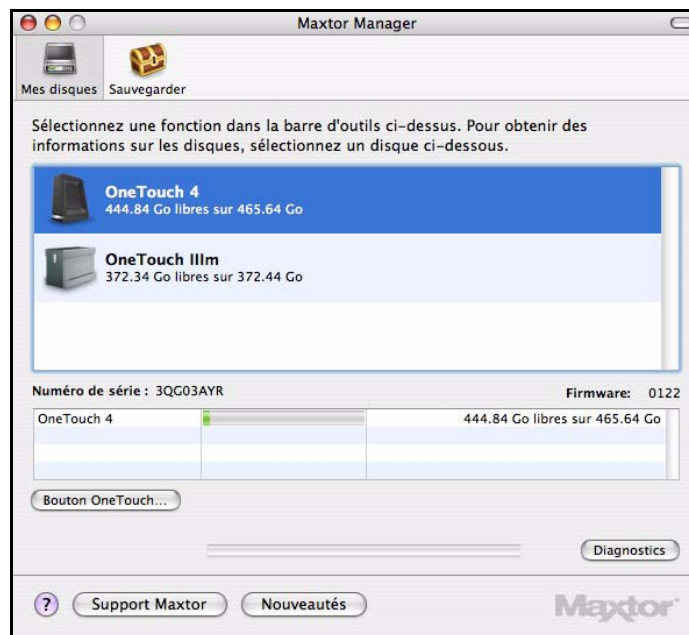 Maxtor Manager
Mes disques
Sauvegarder
Sélectionnez une fonction dans la barre d'outils ci-dessus. Pour obtenir des
informations sur les disques, sélectionnez un disque ci-dessous.
OneTouch 4
444.84 Go libres sur 465.64 Go
OneTouch IIIm
372.34 Go libres sur 372.44 Go
Numéro de série : 3QG03AYR
Firmware: 0122
OneTouch 4
444.84 Go libres sur 465.64 Go
Bouton OneTouch...
Diagnostics
?
Support Maxtor
Nouveautés
Maxtor